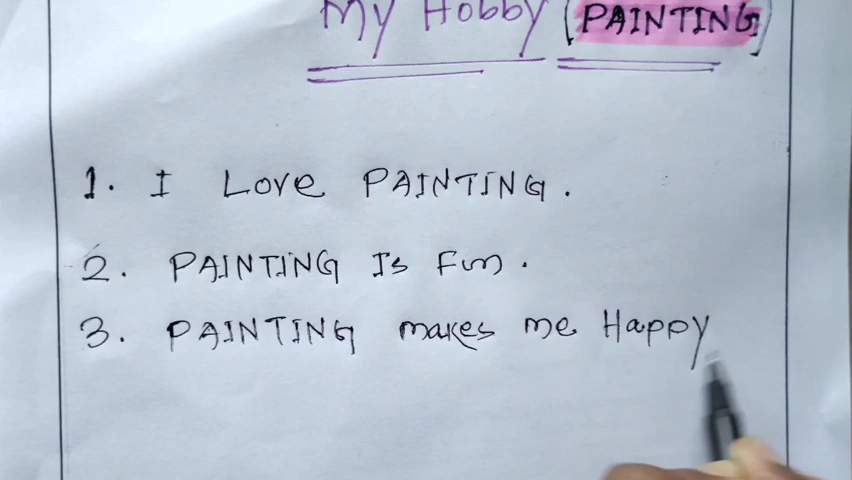 My Hobby (PAINTING)
1. I Love PAINTING.
2. PAINTING Is Fun.
3. PAINTING makes me Happy